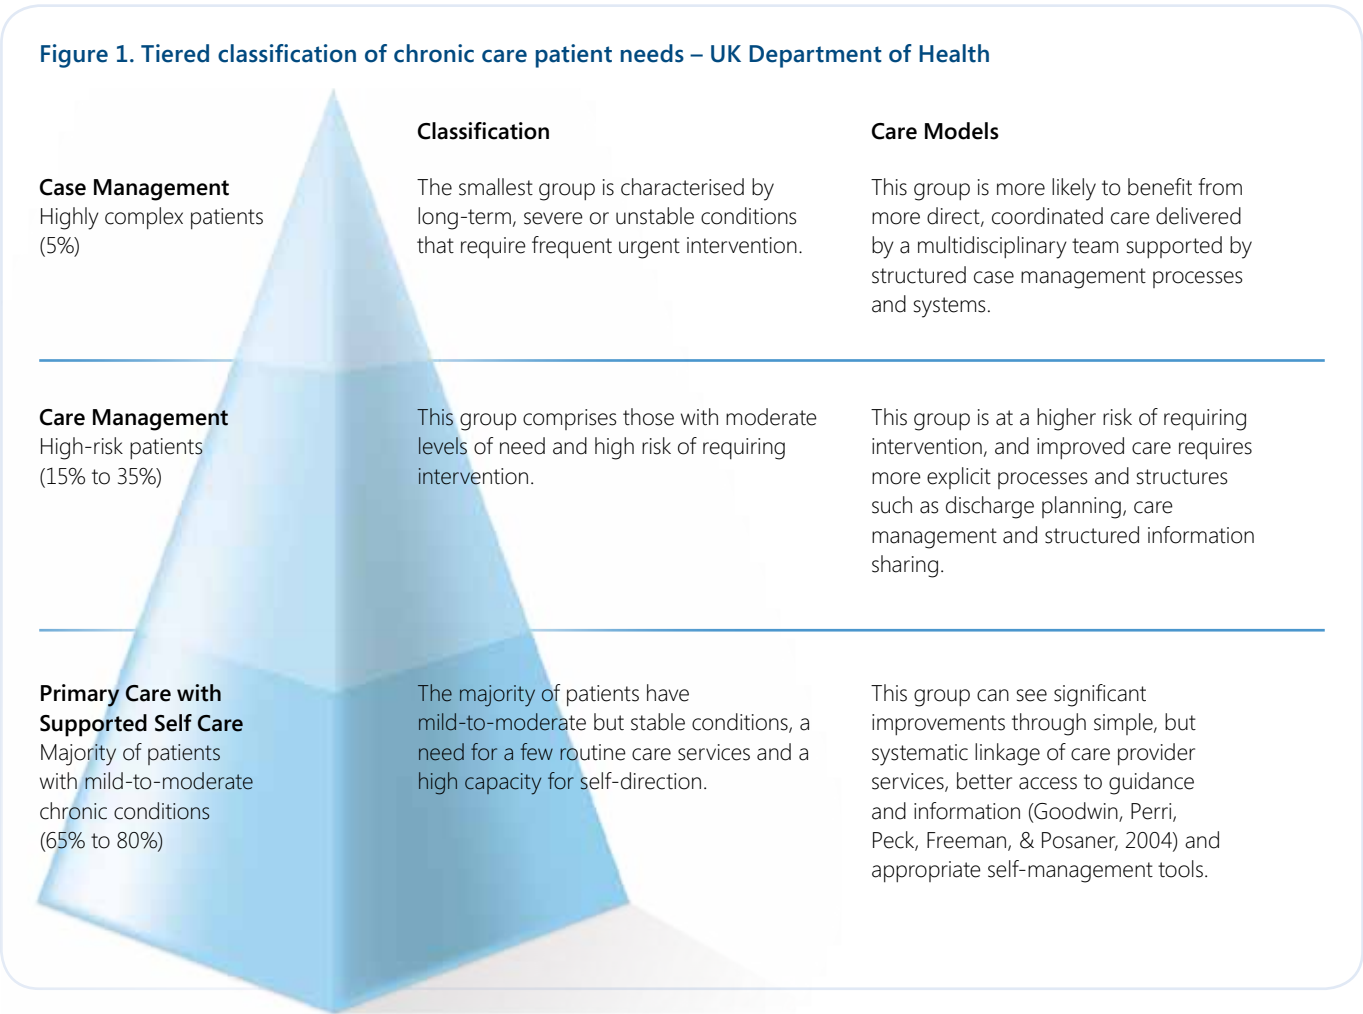 Figure 1. Tiered classification of chronic care patient needs – UK Department of Health
Classification
Care Models
Case Management
Highly complex patients
(5%)
The smallest group is characterised by
long-term, severe or unstable conditions
that require frequent urgent intervention.
This group is more likely to benefit from
more direct, coordinated care delivered
by a multidisciplinary team supported by
structured case management processes
and systems.
Care Management
High-risk patients
(15% to 35%)
This group comprises those with moderate
levels of need and high risk of requiring
intervention.
This group is at a higher risk of requiring
intervention, and improved care requires
more explicit processes and structures
such as discharge planning, care
management and structured information
sharing.
Primary Care with
Supported Self Care
Majority of patients
with mild-to-moderate
chronic conditions
(65% to 80%)
The majority of patients have
mild-to-moderate but stable conditions, a
need for a few routine care services and a
high capacity for self-direction.
This group can see significant
improvements through simple, but
systematic linkage of care provider
services, better access to guidance
and information (Goodwin, Perri,
Peck, Freeman, & Posaner, 2004) and
appropriate self-management tools.